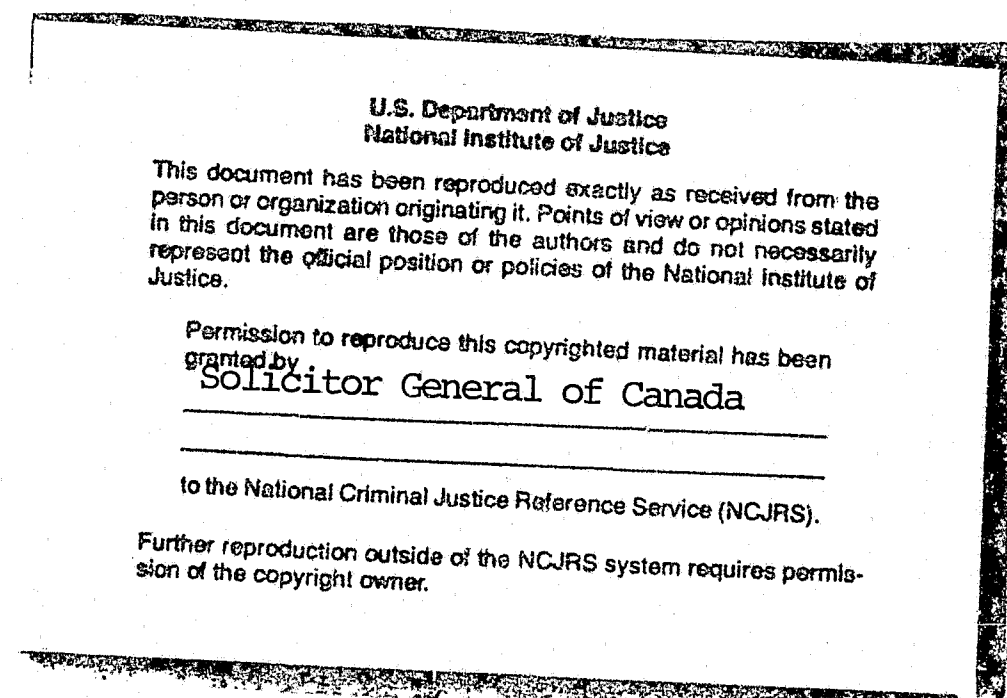 U.S. Department of Justice
National Institute of Justice
This document has been reproduced exactly as received from the
person or organization originating it. Points of view or opinions stated
in this document are those of the authors and do not necessarily
represent the official position or policies of the National Institute of
Justice.
Permission to reproduce this copyrighted material has been
granted by
Solicitor General of Canada
to the National Criminal Justice Reference Service (NCJRS).
Further reproduction outside of the NCJRS system requires permis-
sion of the copyright owner.